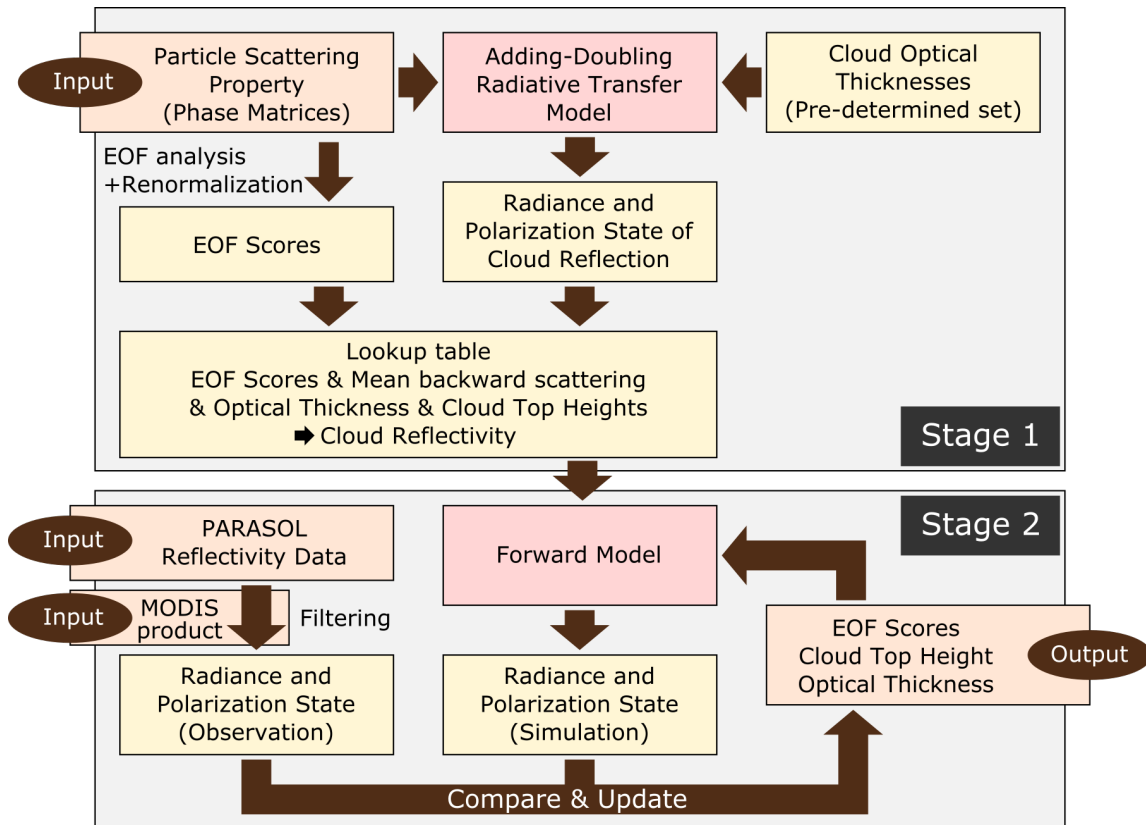 Input
Particle Scattering
Property
(Phase Matrices)
Adding-Doubling
Radiative Transfer
Model
Cloud Optical
Thicknesses
(Pre-determined set)
EOF analysis
+Renormalization
EOF Scores
Radiance and
Polarization State of
Cloud Reflection
Lookup table
EOF Scores & Mean backward scattering
& Optical Thickness & Cloud Top Heights
➡ Cloud Reflectivity
Stage 1
Stage 2
Input
PARASOL
Reflectivity Data
Forward Model
Input
MODIS
product
Filtering
EOF Scores
Cloud Top Height
Optical Thickness
Output
Radiance and
Polarization State
(Observation)
Radiance and
Polarization State
(Simulation)
Compare & Update